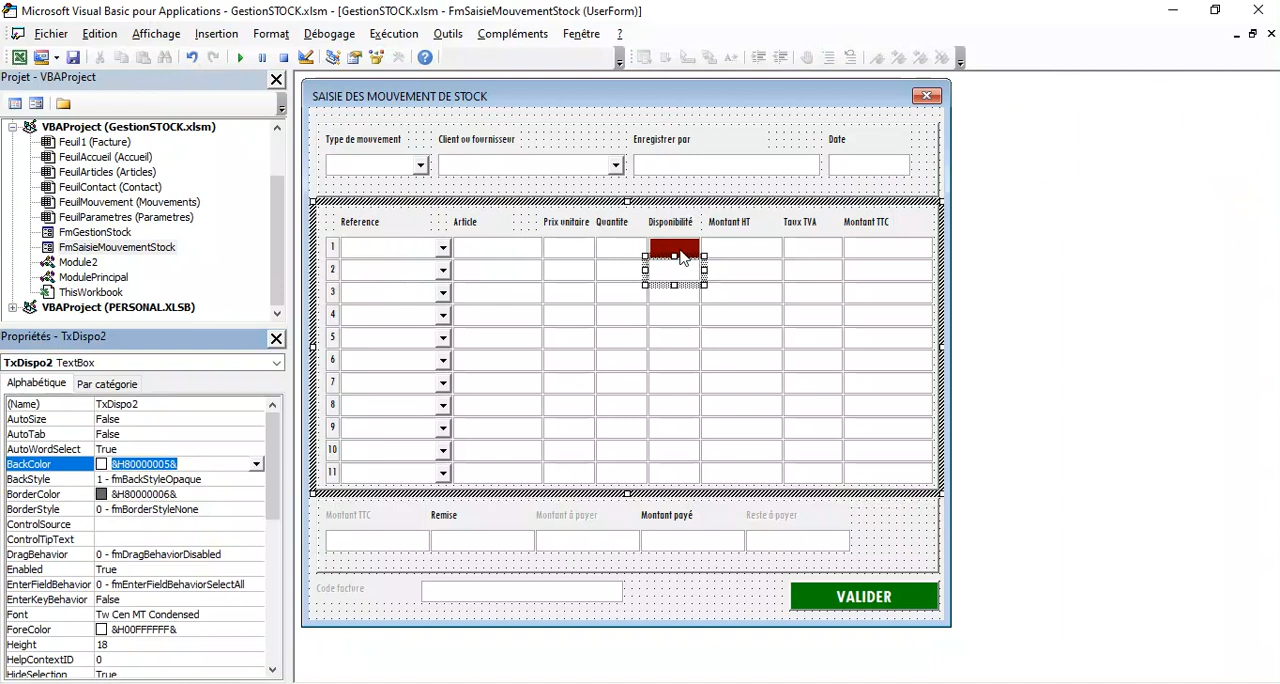 Microsoft Visual Basic pour Applications - GestionSTOCK.xlsm - [GestionSTOCK.xlsm - FmSaisieMouvementStock (UserForm)]
Fichier Edition Affichage Insertion Format Débogage Exécution Outils Compléments Fenêtre ?
Projet - VBAProject
VBAProject (GestionSTOCK.xlsm)
Feuil1 (Facture)
FeuilAccueil (Accueil)
FeuilArticles (Articles)
FeuilContact (Contact)
FeuilMouvement (Mouvements)
FeuilParametres (Parametres)
FmGestionStock
FmSaisieMouvementStock
Module2
ModulePrincipal
ThisWorkbook
VBAProject (PERSONAL.XLSB)
Propriétés - TxDispo2
TxDispo2 TextBox
Alphabétique Par catégorie
(Name) TxDispo2
AutoSize False
AutoTab False
AutoWordSelect True
BackColor &H80000005&
BackStyle 1 - fmBackStyleOpaque
BorderColor &H80000006&
BorderStyle 0 - fmBorderStyleNone
ControlSource
ControlTipText
DragBehavior 0 - fmDragBehaviorDisabled
Enabled True
EnterFieldBehavior 0 - fmEnterFieldBehaviorSelectAll
EnterKeyBehavior False
Font Tw Cen MT Condensed
ForeColor &H00FFFFFF&
Height 18
HelpContextID 0
HideSelection True
SAISIE DES MOUVEMENT DE STOCK
Type de mouvement Client ou fournisseur Enregistrer par Date
Reference Article Prix unitaire Quantite Disponibilité Montant HT Taux TVA Montant TTC
1
2
3
4
5
6
7
8
9
10
11
Montant TTC Remise Montant à payer Montant payé Reste à payer
Code facture
VALIDER